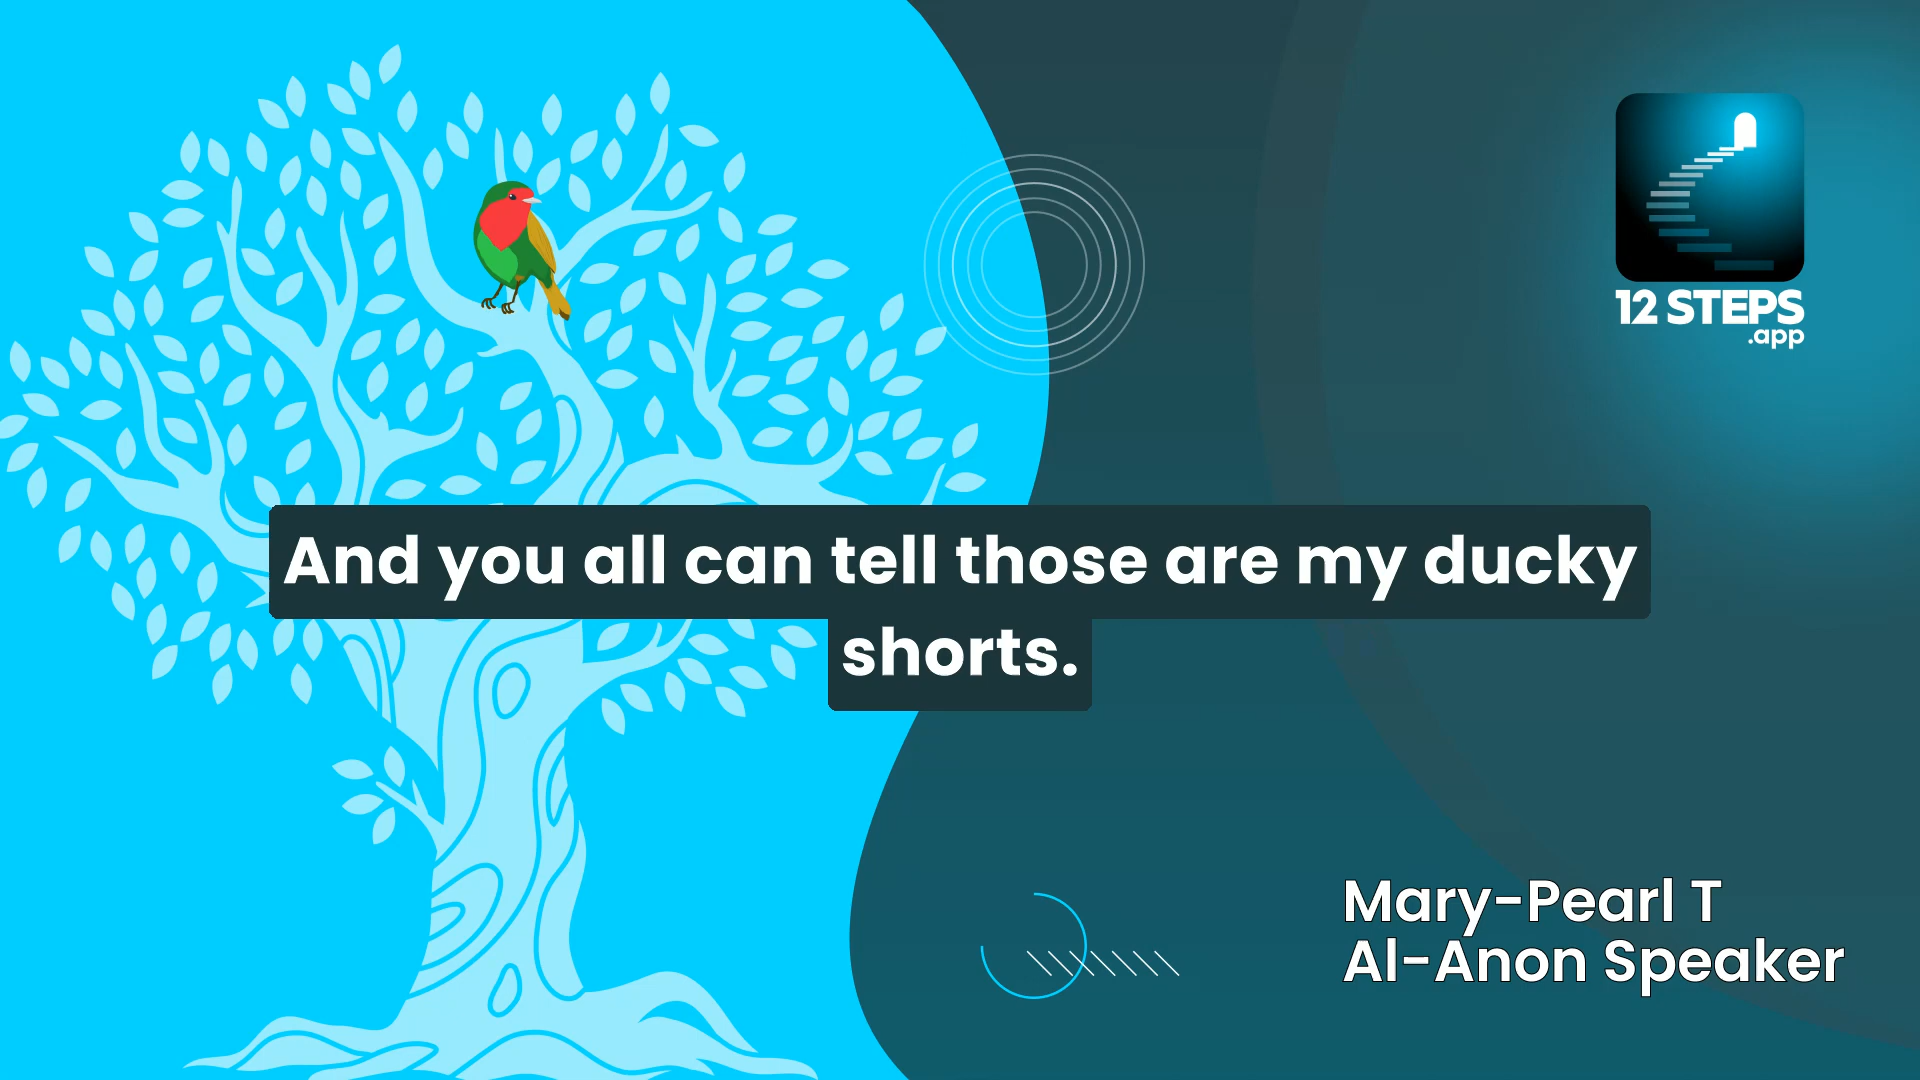 12 STEPS
.app
And you all can tell those are my ducky
shorts.
Mary-Pearl T
Al-Anon Speaker